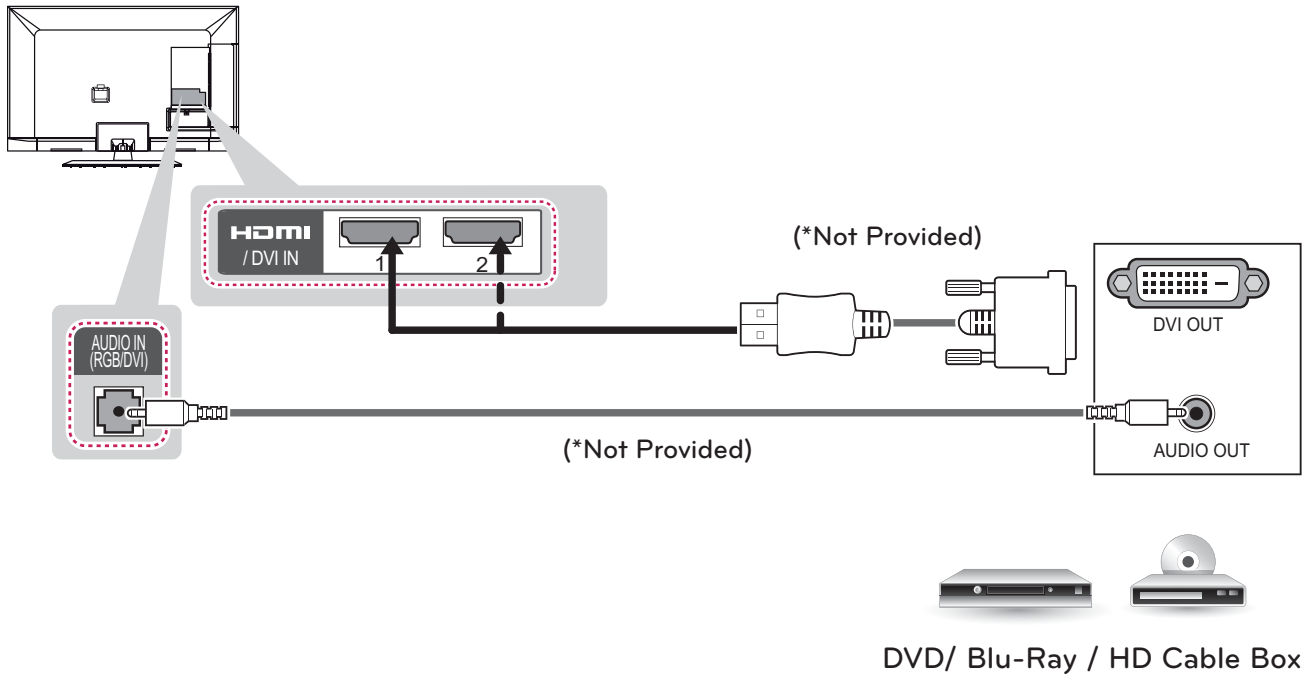 HDMI
/ DVI IN
1
2
(*Not Provided)
DVI OUT
AUDIO IN
(RGB/DVI)
(*Not Provided)
AUDIO OUT
DVD/ Blu-Ray / HD Cable Box